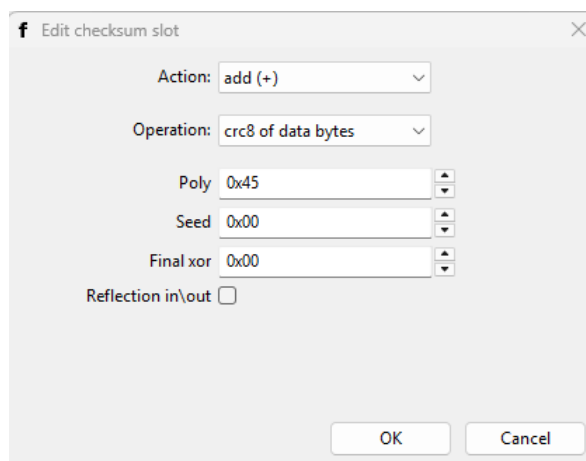 f Edit checksum slot
Action: add (+)
Operation: crc8 of data bytes
Poly 0x45
Seed 0x00
Final xor 0x00
Reflection in\out
OK Cancel